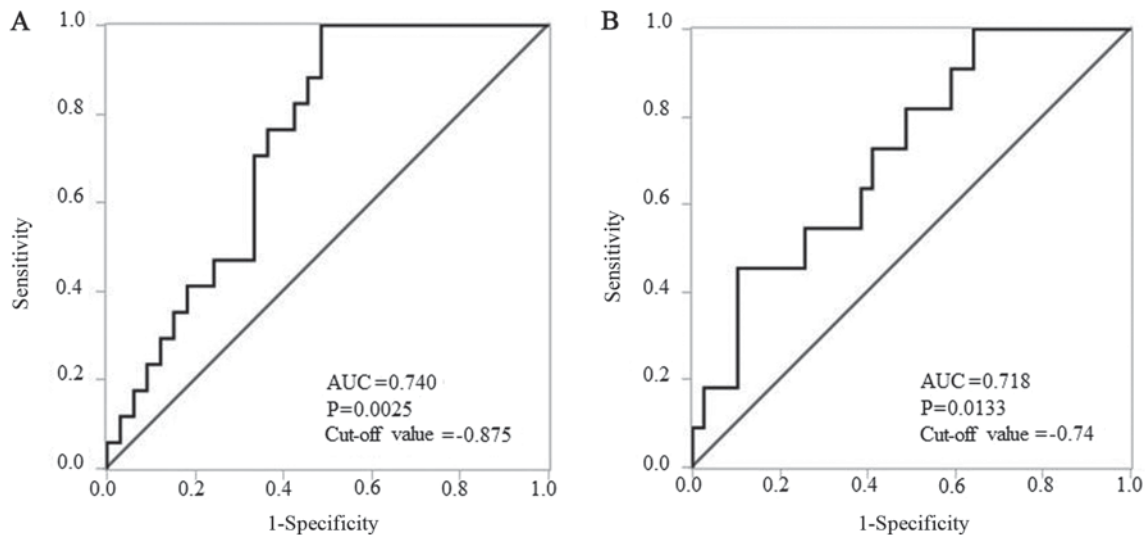 A
1.0
0.8
0.6
0.4
0.2
0.0
Sensitivity
AUC=0.740
P=0.0025
Cut-off value=-0.875
0.0 0.2 0.4 0.6 0.8 1.0
1-Specificity
B
1.0
0.8
0.6
0.4
0.2
0.0
Sensitivity
AUC=0.718
P=0.0133
Cut-off value=-0.74
0.0 0.2 0.4 0.6 0.8 1.0
1-Specificity